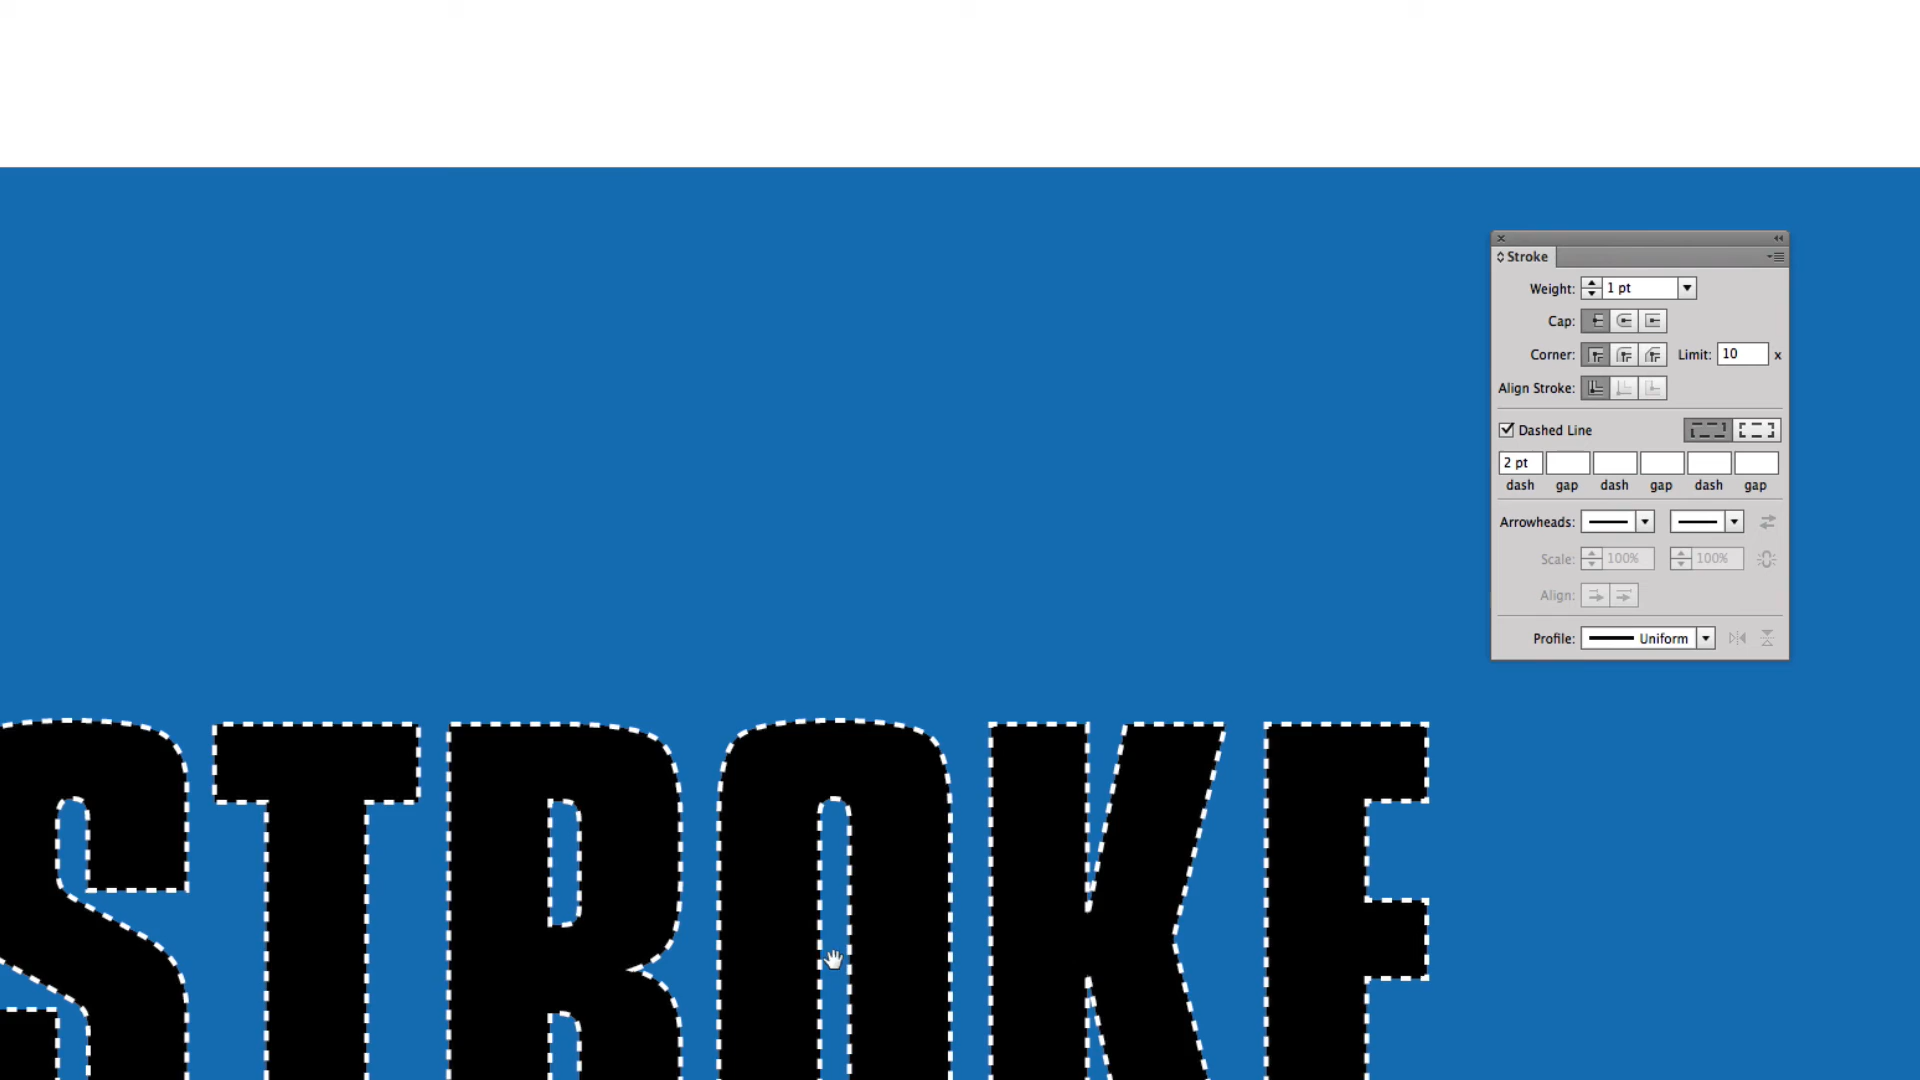 Stroke
Weight: 1 pt
Cap:
Corner: Limit: 10 x
Align Stroke:
Dashed Line
2 pt
dash gap dash gap dash gap
Arrowheads:
Scale: 100% 100%
Align:
Profile: Uniform
STROKE